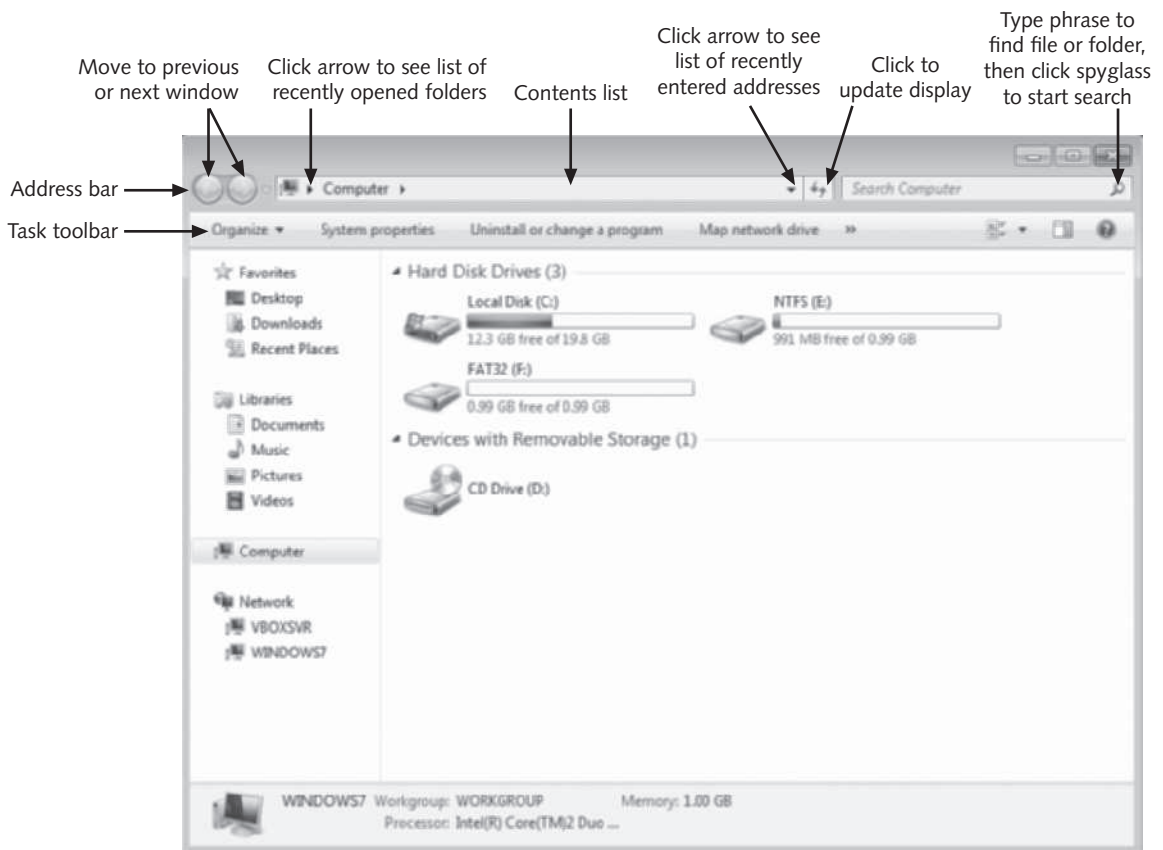 Type phrase to
find file or folder,
then click spyglass
to start search
Click arrow to see
list of recently
entered addresses
Click to
update display
Move to previous
or next window
Click arrow to see list of
recently opened folders
Contents list
Address bar
Computer
Search Computer
Task toolbar
Organize
System properties
Uninstall or change a program
Map network drive
»
Favorites
Desktop
Downloads
Recent Places
Libraries
Documents
Music
Pictures
Videos
Computer
Network
VBOXSVR
WINDOWS7
Hard Disk Drives (3)
Local Disk (C:)
12.3 GB free of 19.8 GB
NTFS (E:)
991 MB free of 0.99 GB
FAT32 (F:)
0.99 GB free of 0.99 GB
Devices with Removable Storage (1)
CD Drive (D:)
WINDOWS7 Workgroup: WORKGROUP Memory: 1.00 GB
Processor: Intel(R) Core(TM)2 Duo ...